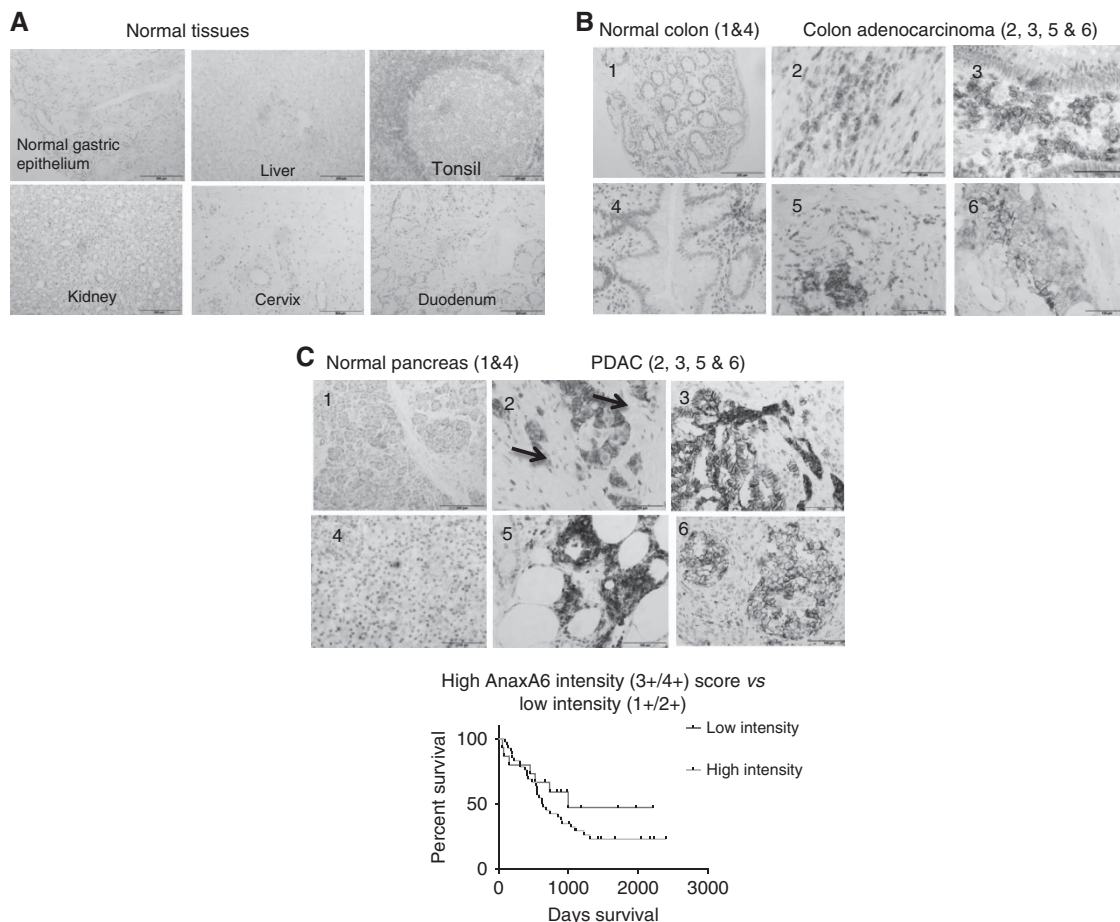 A
Normal tissues
Normal gastric
epithelium
Liver
Tonsil
Kidney
Cervix
Duodenum
B
Normal colon (1&4)
Colon adenocarcinoma (2, 3, 5 & 6)
1
2
3
4
5
6
C
Normal pancreas (1&4)
PDAC (2, 3, 5 & 6)
1
2
3
4
5
6
High AnaxA6 intensity (3+/4+) score vs
low intensity (1+/2+)
Low intensity
High intensity
Percent survival
100
50
0
0
1000
2000
3000
Days survival